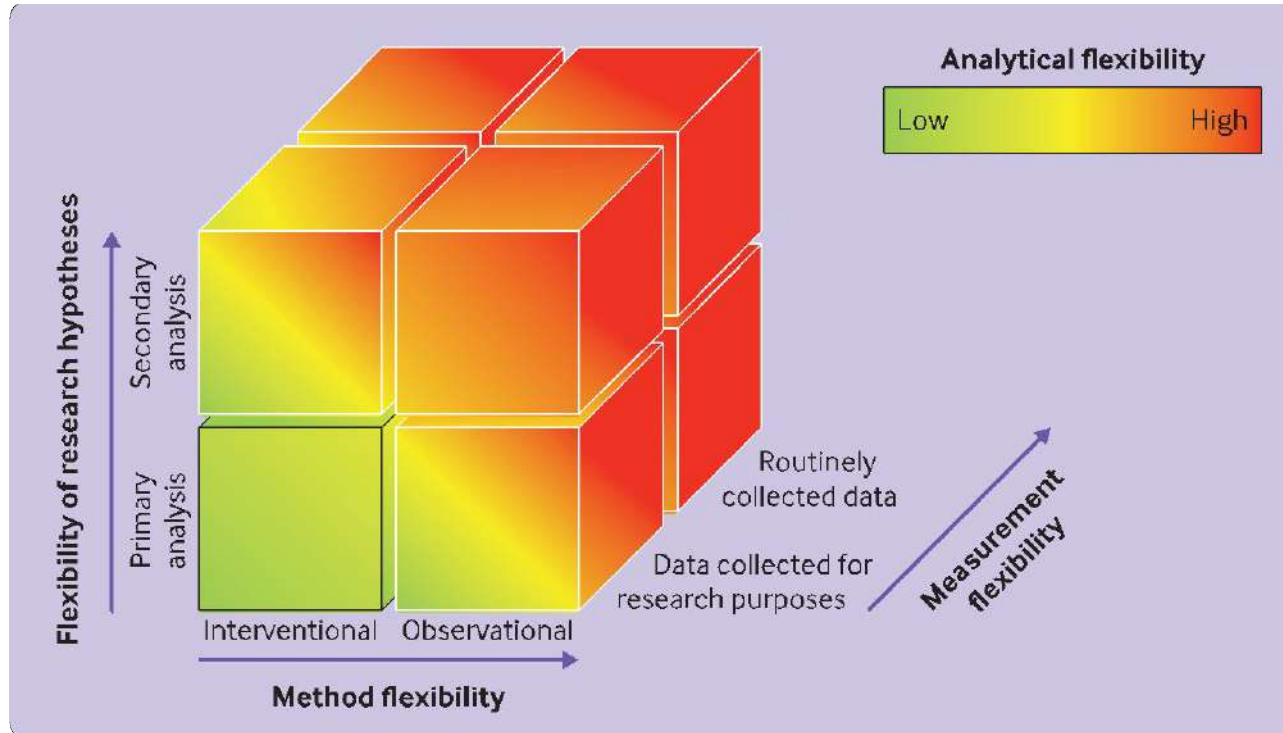 Analytical flexibility
Low
High
Flexibility of research hypotheses
Secondary
analysis
Primary
analysis
Interventional
Observational
Method flexibility
Routinely
collected data
Data collected for
research purposes
Measurement
flexibility